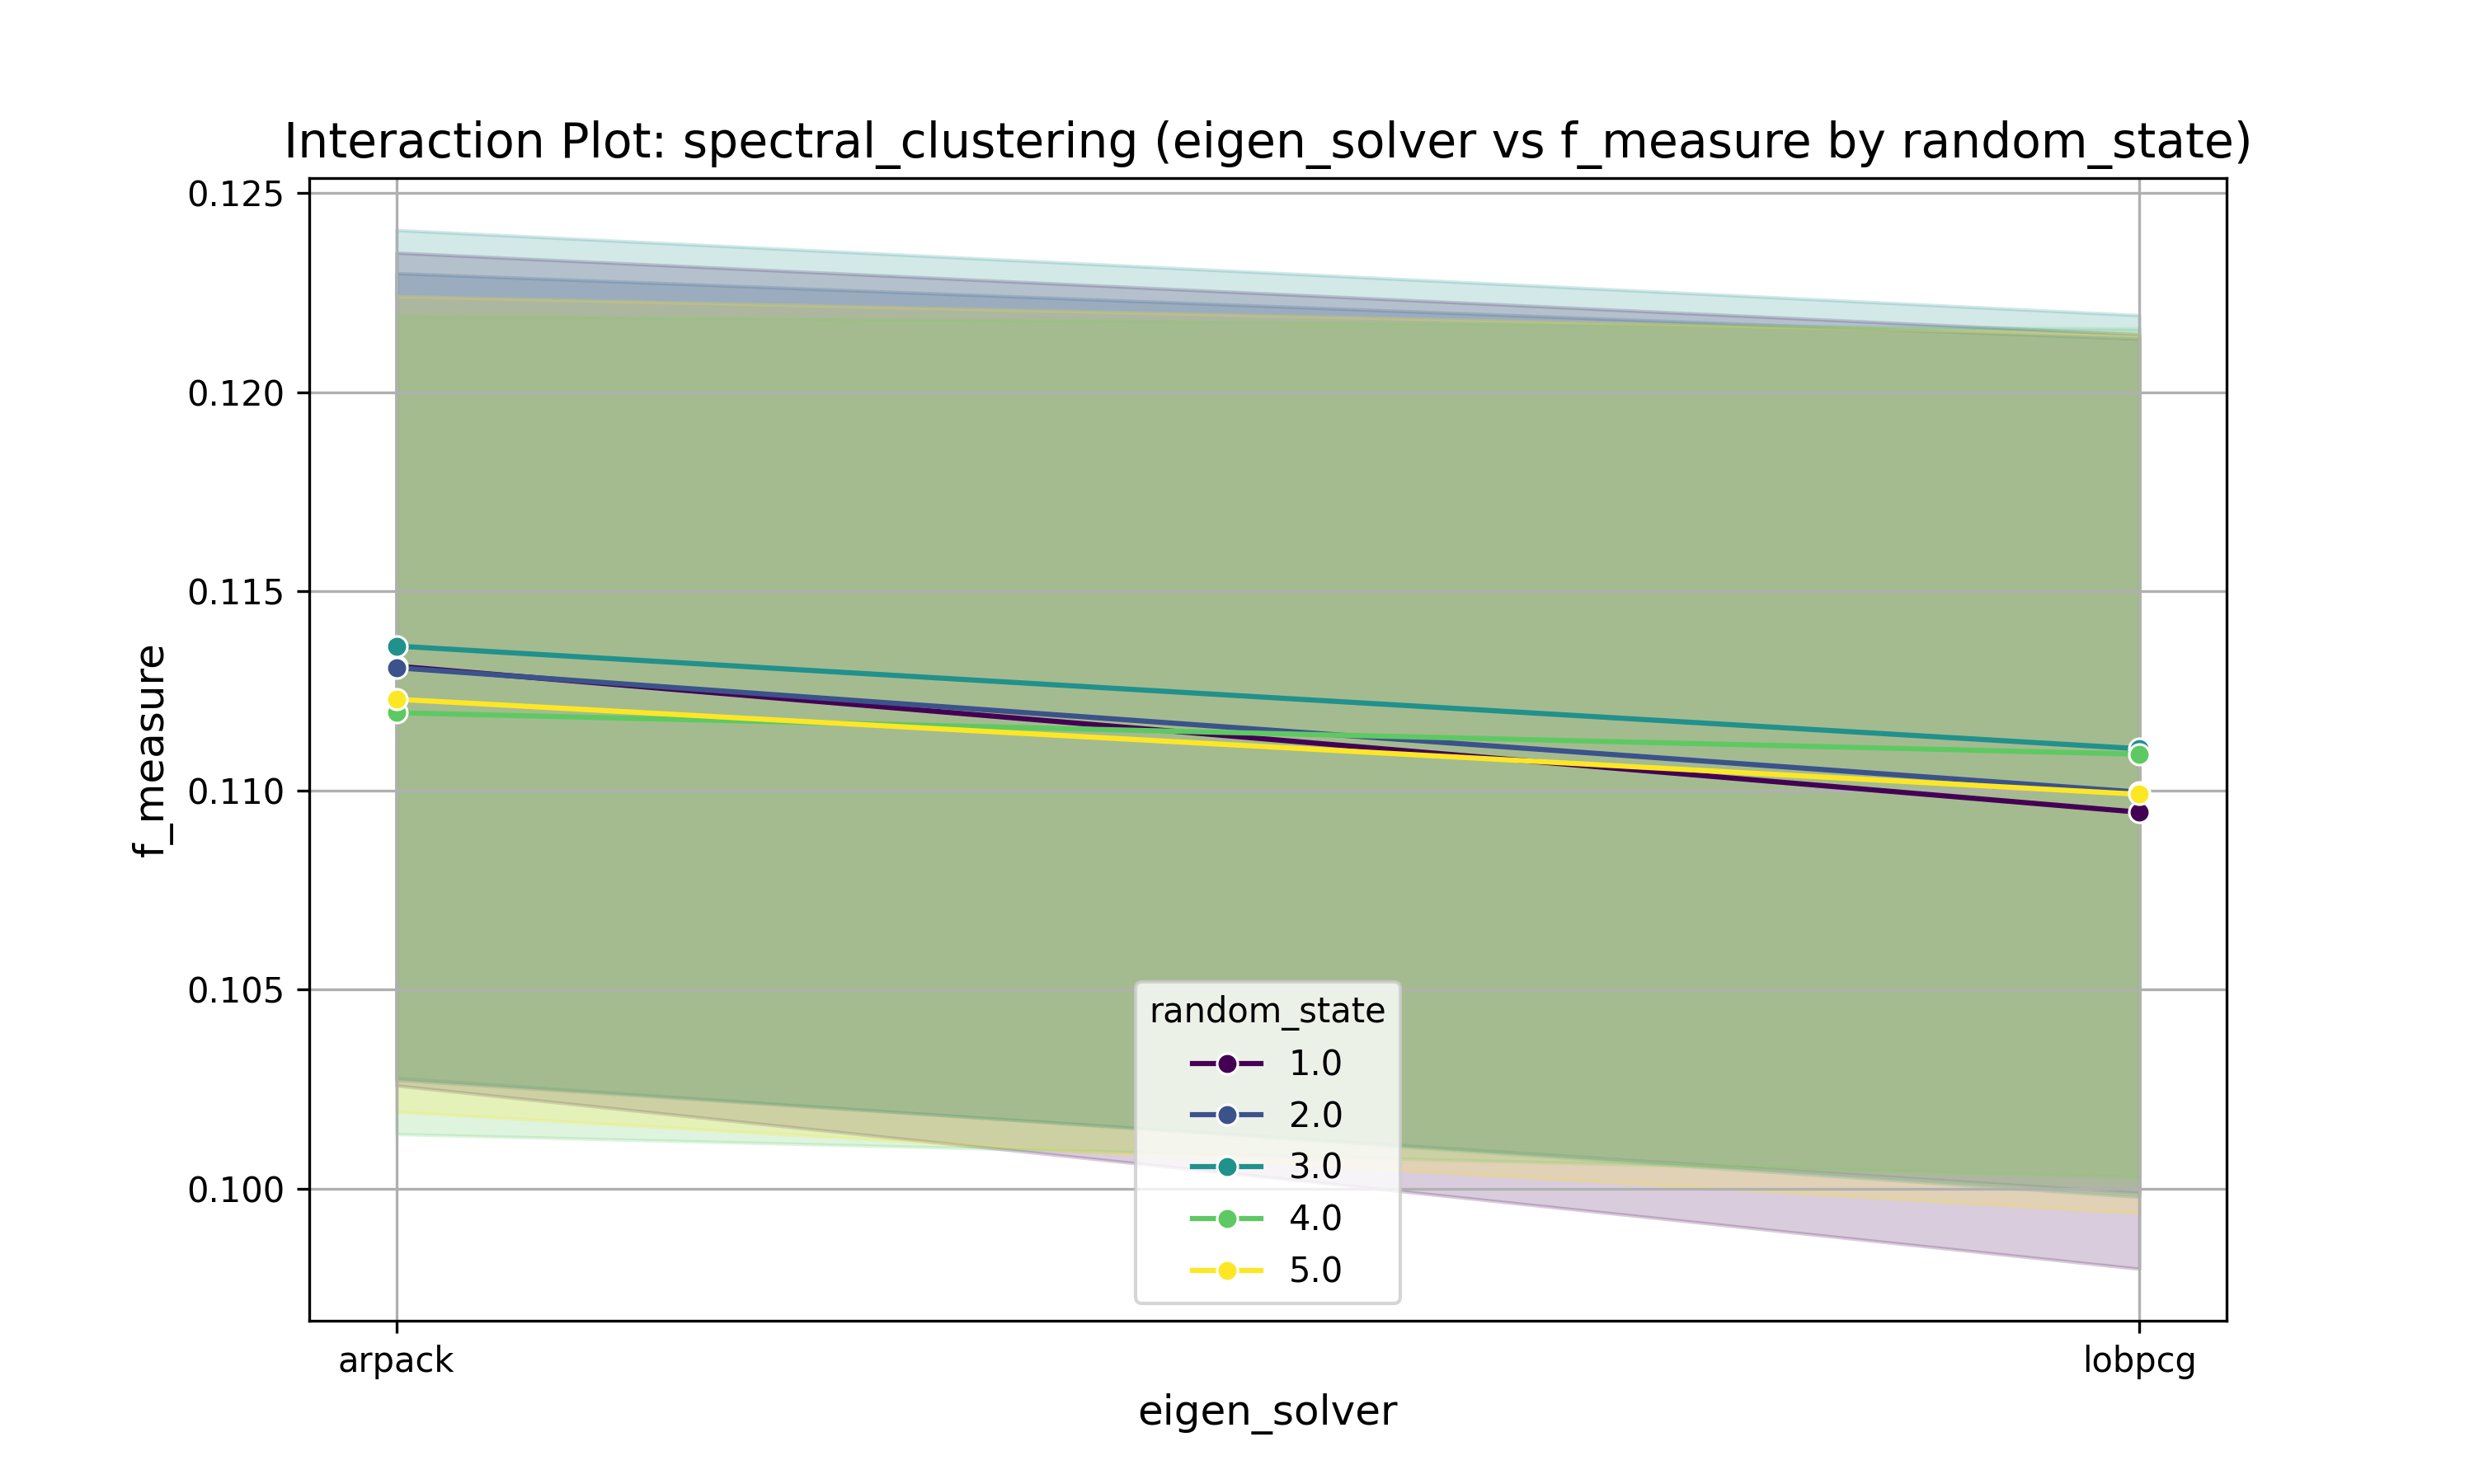 Interaction Plot: spectral_clustering (eigen_solver vs f_measure by random_state)
0.125
0.120
0.115
0.110
0.105
0.100
f_measure
random_state
1.0
2.0
3.0
4.0
5.0
arpack
lobpcg
eigen_solver